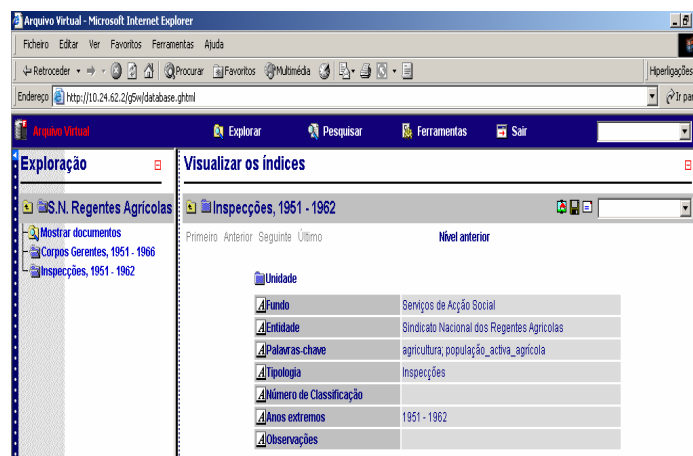 Arquivo Virtual - Microsoft Internet Explorer
Ficheiro Editar Ver Favoritos Ferramentas Ajuda
Retroceder Procurar Favoritos Multimédia Hiperligações
Endereço http://10.24.62.2/g5w/database.ghtml Ir par
Arquivo Virtual Explorar Pesquisar Ferramentas Sair
Exploração
S.N. Regentes Agrícolas
Mostrar documentos
Corpos Gerentes, 1951 - 1966
Inspecções, 1951 - 1962
Visualizar os índices
Inspecções, 1951 - 1962
Primeiro Anterior Seguinte Último Nível anterior
Unidade
Fundo Serviços de Acção Social
Entidade Sindicato Nacional dos Regentes Agricolas
Palavras-chave agricultura; população_activa_agrícola
Tipologia Inspecções
Número de Classificação
Anos extremos 1951 - 1962
Observações